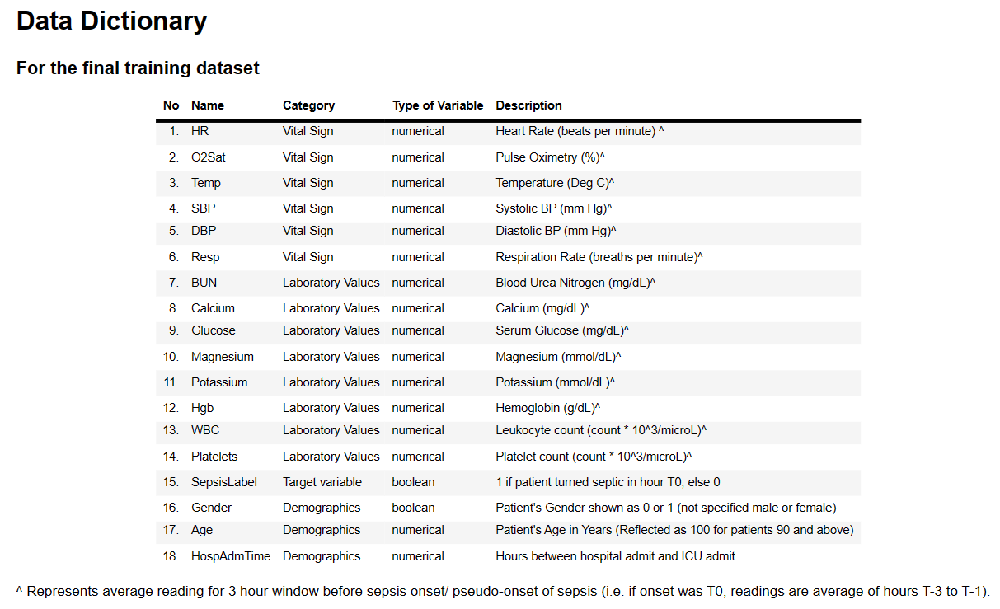 Data Dictionary
For the final training dataset
No Name Category Type of Variable Description
1. HR Vital Sign numerical Heart Rate (beats per minute) ^
2. O2Sat Vital Sign numerical Pulse Oximetry (%)^
3. Temp Vital Sign numerical Temperature (Deg C)^
4. SBP Vital Sign numerical Systolic BP (mm Hg)^
5. DBP Vital Sign numerical Diastolic BP (mm Hg)^
6. Resp Vital Sign numerical Respiration Rate (breaths per minute)^
7. BUN Laboratory Values numerical Blood Urea Nitrogen (mg/dL)^
8. Calcium Laboratory Values numerical Calcium (mg/dL)^
9. Glucose Laboratory Values numerical Serum Glucose (mg/dL)^
10. Magnesium Laboratory Values numerical Magnesium (mmol/dL)^
11. Potassium Laboratory Values numerical Potassium (mmol/dL)^
12. Hgb Laboratory Values numerical Hemoglobin (g/dL)^
13. WBC Laboratory Values numerical Leukocyte count (count * 10^3/microL)^
14. Platelets Laboratory Values numerical Platelet count (count * 10^3/microL)^
15. SepsisLabel Target variable boolean 1 if patient turned septic in hour T0, else 0
16. Gender Demographics boolean Patient's Gender shown as 0 or 1 (not specified male or female)
17. Age Demographics numerical Patient's Age in Years (Reflected as 100 for patients 90 and above)
18. HospAdmTime Demographics numerical Hours between hospital admit and ICU admit
^ Represents average reading for 3 hour window before sepsis onset/ pseudo-onset of sepsis (i.e. if onset was T0, readings are average of hours T-3 to T-1).